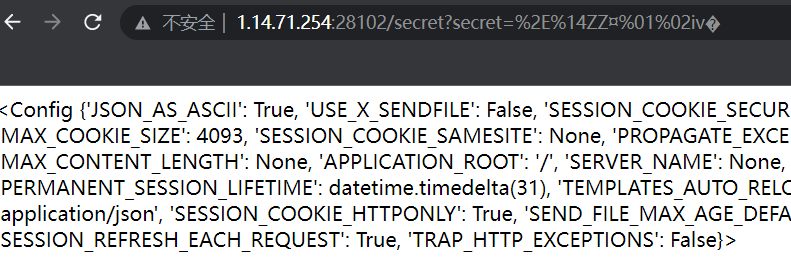 不安全 | 1.14.71.254:28102/secret?secret=%2E%14ZZ¤%01%02iv�
<Config {'JSON_AS_ASCII': True, 'USE_X_SENDFILE': False, 'SESSION_COOKIE_SECUR
MAX_COOKIE_SIZE': 4093, 'SESSION_COOKIE_SAMESITE': None, 'PROPAGATE_EXCE
MAX_CONTENT_LENGTH': None, 'APPLICATION_ROOT': '/', 'SERVER_NAME': None,
PERMANENT_SESSION_LIFETIME': datetime.timedelta(31), 'TEMPLATES_AUTO_RELO
application/json', 'SESSION_COOKIE_HTTPONLY': True, 'SEND_FILE_MAX_AGE_DEFA
SESSION_REFRESH_EACH_REQUEST': True, 'TRAP_HTTP_EXCEPTIONS': False}>